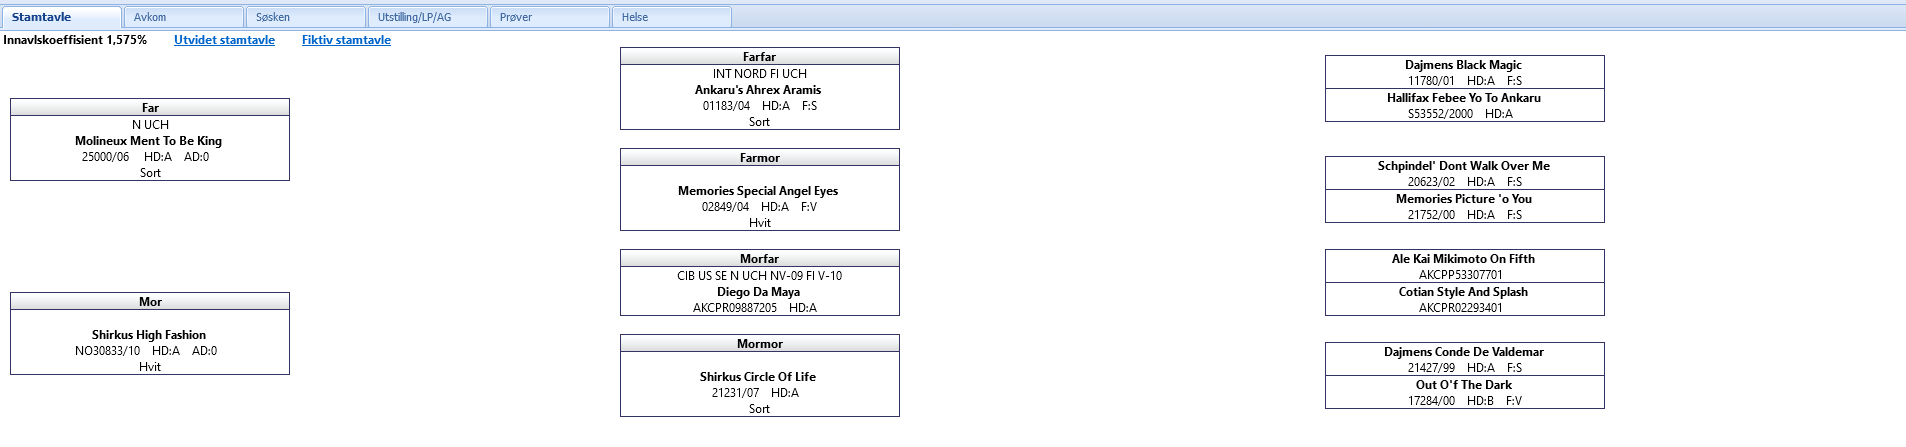 Stamtavle Avkom Søsken Utstilling/LP/AG Prøver Helse
Innavlskoeffisient 1,575% Utvidet stamtavle Fiktiv stamtavle
Far
N UCH
Molineux Ment To Be King
25000/06 HD:A AD:0
Sort
Mor
Shirkus High Fashion
NO30833/10 HD:A AD:0
Hvit
Farfar
INT NORD FI UCH
Ankaru's Ahrex Aramis
01183/04 HD:A F:S
Sort
Farmor
Memories Special Angel Eyes
02849/04 HD:A F:V
Hvit
Morfar
CIB US SE N UCH NV-09 FI V-10
Diego Da Maya
AKCPR09887205 HD:A
Mormor
Shirkus Circle Of Life
21231/07 HD:A
Sort
Dajmens Black Magic
11780/01 HD:A F:S
Hallifax Febee Yo To Ankaru
S53552/2000 HD:A
Schpindel' Dont Walk Over Me
20623/02 HD:A F:S
Memories Picture 'o You
21752/00 HD:A F:S
Ale Kai Mikimoto On Fifth
AKCPP53307701
Cotian Style And Splash
AKCPR02293401
Dajmens Conde De Valdemar
21427/99 HD:A F:S
Out O'f The Dark
17284/00 HD:B F:V